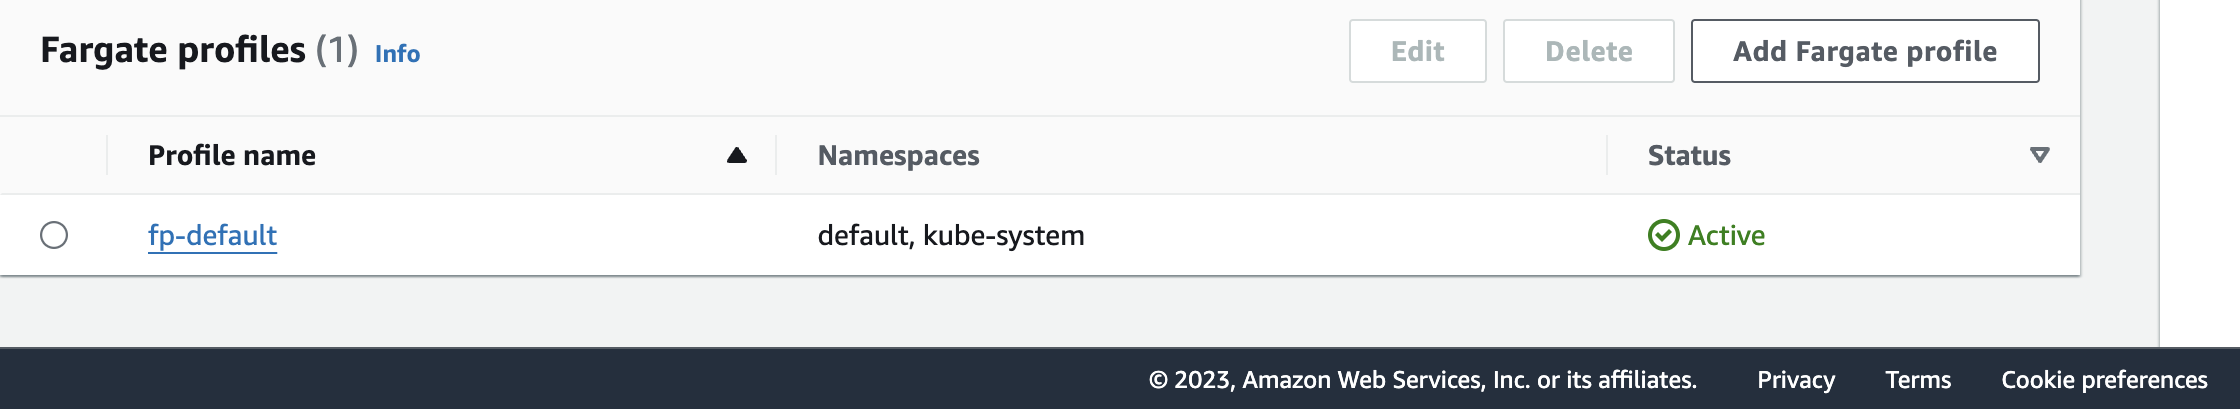 Fargate profiles (1) Info
Edit Delete Add Fargate profile
Profile name Namespaces Status
fp-default default, kube-system Active
© 2023, Amazon Web Services, Inc. or its affiliates. Privacy Terms Cookie preferences